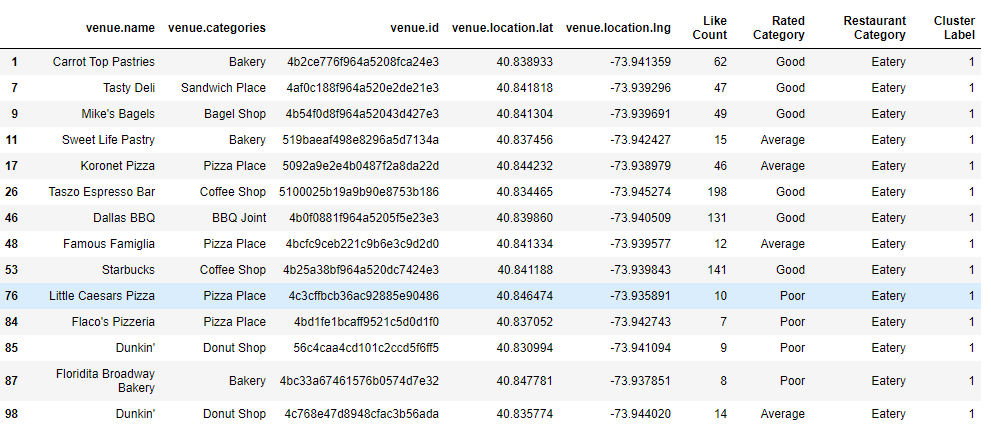 venue.name venue.categories venue.id venue.location.lat venue.location.lng Like Count Rated Category Restaurant Category Cluster Label
1 Carrot Top Pastries Bakery 4b2ce776f964a5208fca24e3 40.838933 -73.941359 62 Good Eatery 1
7 Tasty Deli Sandwich Place 4af0c188f964a520e2de21e3 40.841818 -73.939296 47 Good Eatery 1
9 Mike's Bagels Bagel Shop 4b54f0d8f964a52043d427e3 40.841304 -73.939691 49 Good Eatery 1
11 Sweet Life Pastry Bakery 519baeaf498e8296a5d7134a 40.837456 -73.942427 15 Average Eatery 1
17 Koronet Pizza Pizza Place 5092a9e2e4b0487f2a8da22d 40.844232 -73.938979 46 Average Eatery 1
26 Taszo Espresso Bar Coffee Shop 5100025b19a9b90e8753b186 40.834465 -73.945274 198 Good Eatery 1
46 Dallas BBQ BBQ Joint 4b0f0881f964a5205f5e23e3 40.839860 -73.940509 131 Good Eatery 1
48 Famous Famiglia Pizza Place 4bcfc9ceb221c9b6e3c9d2d0 40.841334 -73.939577 12 Average Eatery 1
53 Starbucks Coffee Shop 4b25a38bf964a520dc7424e3 40.841188 -73.939843 141 Good Eatery 1
76 Little Caesars Pizza Pizza Place 4c3cffbcb36ac92885e90486 40.846474 -73.935891 10 Poor Eatery 1
84 Flaco's Pizzeria Pizza Place 4bd1fe1bcaff9521c5d0d1f0 40.837052 -73.942743 7 Poor Eatery 1
85 Dunkin' Donut Shop 56c4caa4cd101c2ccd5f6ff5 40.830994 -73.941094 9 Poor Eatery 1
87 Floridita Broadway Bakery Bakery 4bc33a67461576b0574d7e32 40.847781 -73.937851 8 Poor Eatery 1
98 Dunkin' Donut Shop 4c768e47d8948cfac3b56ada 40.835774 -73.944020 14 Average Eatery 1